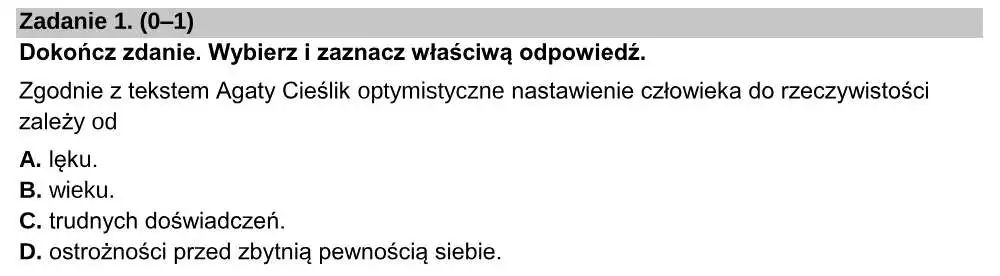 Zadanie 1. (0–1)
Dokończ zdanie. Wybierz i zaznacz właściwą odpowiedź.
Zgodnie z tekstem Agaty Cieślik optymistyczne nastawienie człowieka do rzeczywistości
zależy od
A. lęku.
B. wieku.
C. trudnych doświadczeń.
D. ostrożności przed zbytnią pewnością siebie.